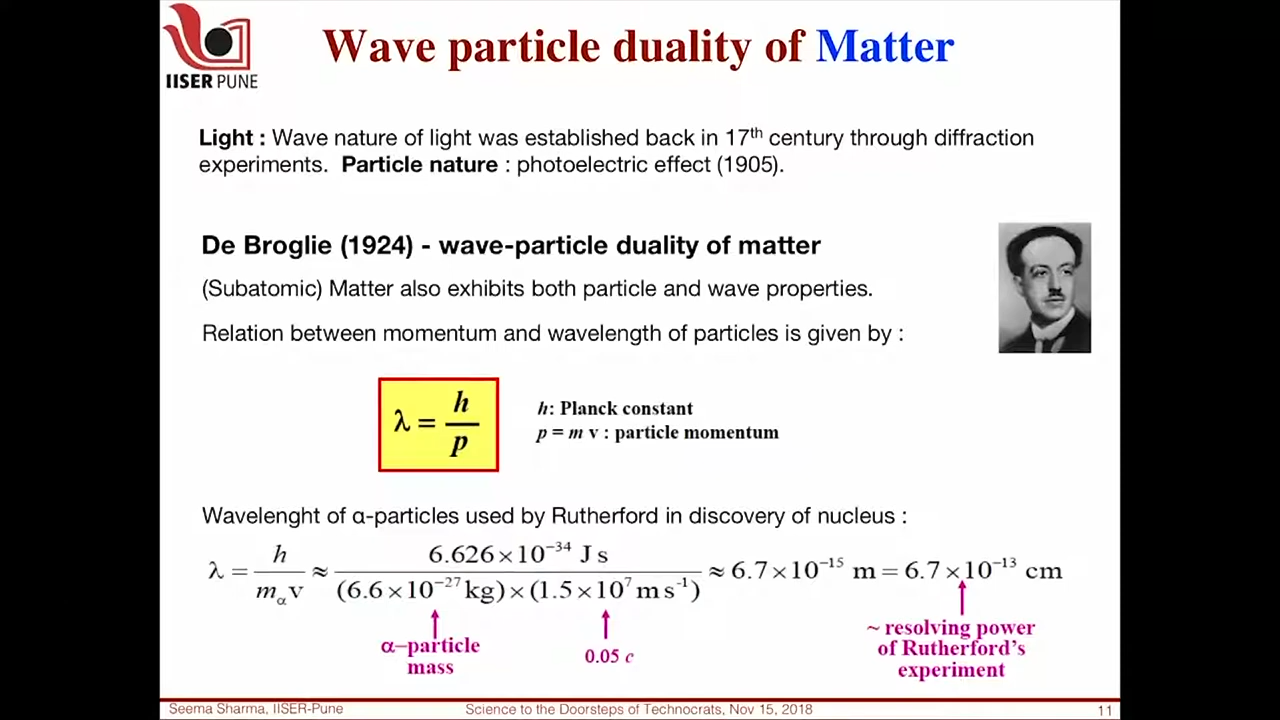 IISER PUNE
Wave particle duality of Matter
Light : Wave nature of light was established back in 17th century through diffraction
experiments. Particle nature : photoelectric effect (1905).
De Broglie (1924) - wave-particle duality of matter
(Subatomic) Matter also exhibits both particle and wave properties.
Relation between momentum and wavelength of particles is given by :
λ = h/p
h: Planck constant
p = m v : particle momentum
Wavelenght of α-particles used by Rutherford in discovery of nucleus :
λ = h/(mαv) ≈ 6.626×10⁻³⁴ J s/((6.6×10⁻²⁷ kg)×(1.5×10⁷ m s⁻¹)) ≈ 6.7×10⁻¹⁵ m = 6.7×10⁻¹³ cm
α–particle
mass
0.05 c
~ resolving power
of Rutherford's
experiment
Seema Sharma, IISER-Pune
Science to the Doorsteps of Technocrats, Nov 15, 2018
11